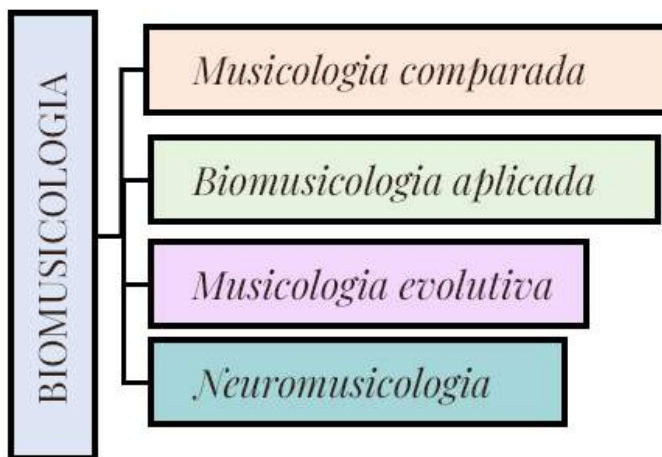 BIOMUSICOLOGIA
Musicologia comparada
Biomusicologia aplicada
Musicologia evolutiva
Neuromusicologia